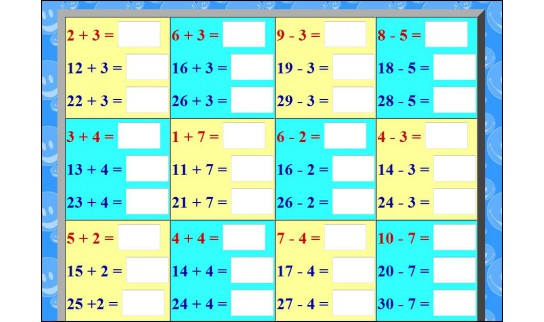 2 + 3 = 6 + 3 = 9 - 3 = 8 - 5 =
12 + 3 = 16 + 3 = 19 - 3 = 18 - 5 =
22 + 3 = 26 + 3 = 29 - 3 = 28 - 5 =
3 + 4 = 1 + 7 = 6 - 2 = 4 - 3 =
13 + 4 = 11 + 7 = 16 - 2 = 14 - 3 =
23 + 4 = 21 + 7 = 26 - 2 = 24 - 3 =
5 + 2 = 4 + 4 = 7 - 4 = 10 - 7 =
15 + 2 = 14 + 4 = 17 - 4 = 20 - 7 =
25 +2 = 24 + 4 = 27 - 4 = 30 - 7 =